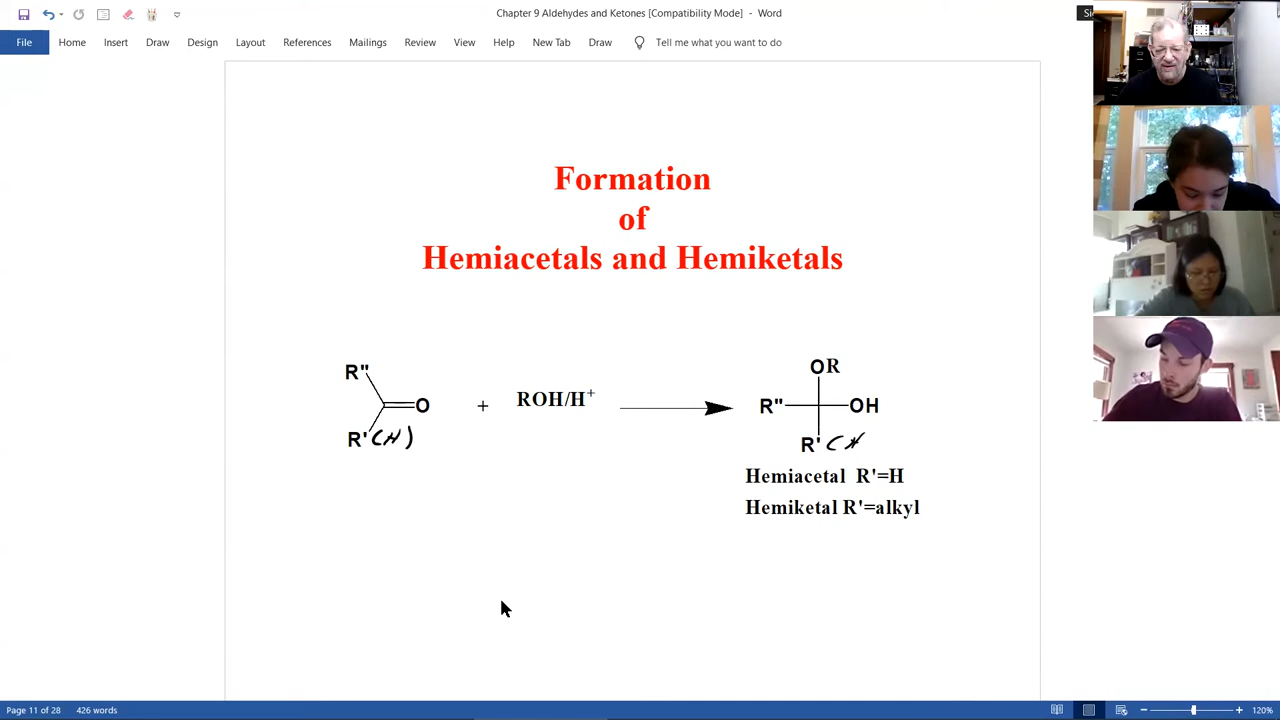 Chapter 9 Aldehydes and Ketones [Compatibility Mode] - Word
File Home Insert Draw Design Layout References Mailings Review View Help New Tab Draw Tell me what you want to do
Formation
of
Hemiacetals and Hemiketals
R"
O
R' (H)
+
ROH/H+
OR
R" OH
R' (H
Hemiacetal R'=H
Hemiketal R'=alkyl
Page 11 of 28 426 words 120%